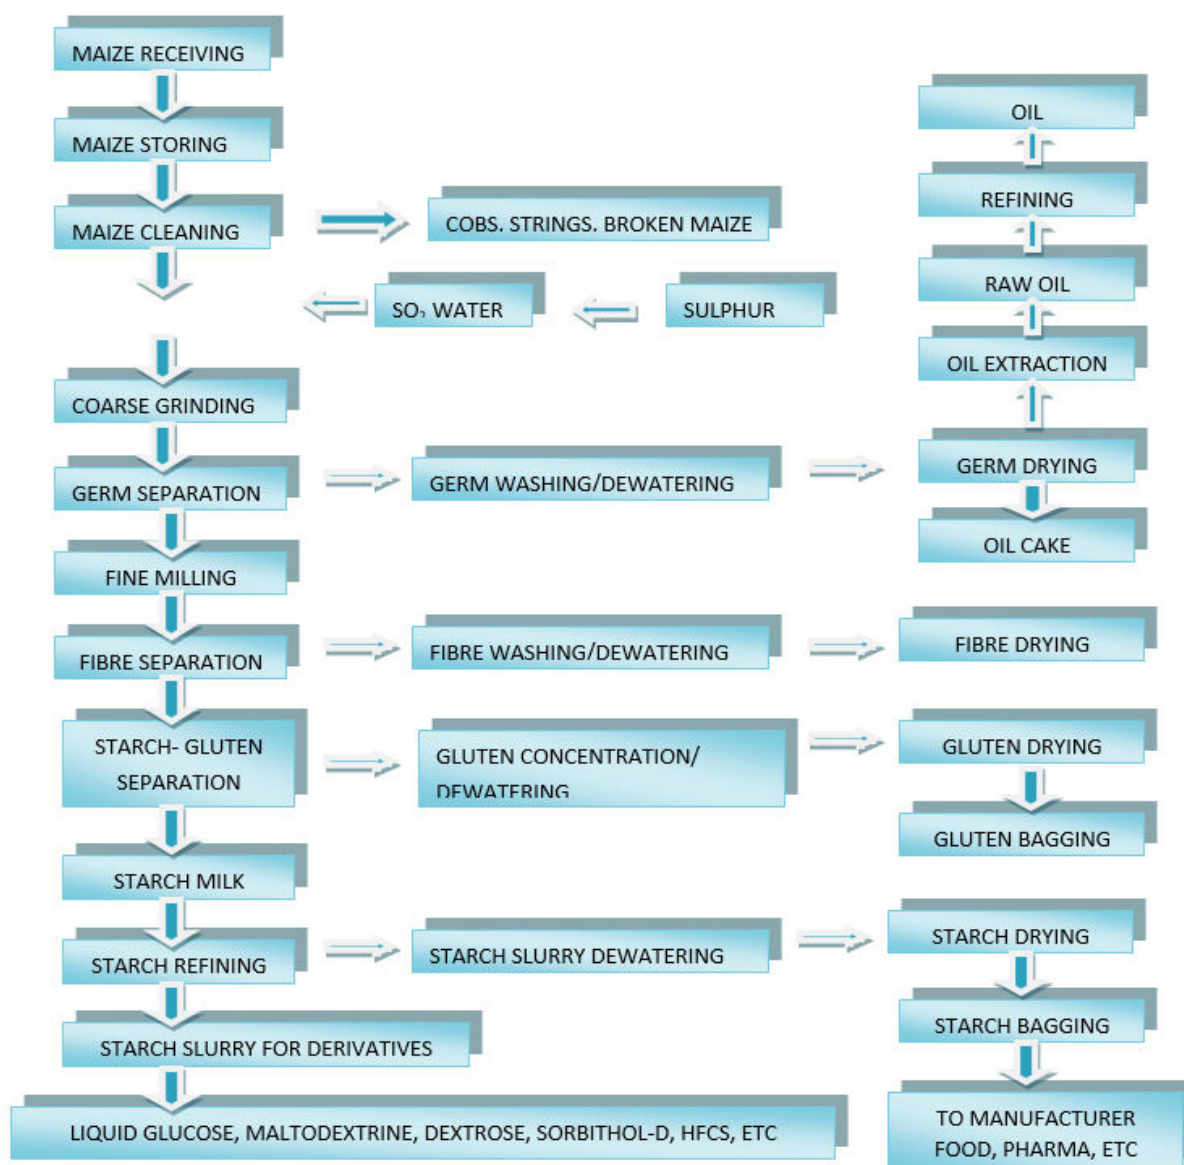 MAIZE RECEIVING
MAIZE STORING
MAIZE CLEANING
COBS. STRINGS. BROKEN MAIZE
SO₂ WATER
SULPHUR
COARSE GRINDING
GERM SEPARATION
GERM WASHING/DEWATERING
GERM DRYING
OIL EXTRACTION
RAW OIL
REFINING
OIL
OIL CAKE
FINE MILLING
FIBRE SEPARATION
FIBRE WASHING/DEWATERING
FIBRE DRYING
STARCH- GLUTEN
SEPARATION
GLUTEN CONCENTRATION/
DEWATERING
GLUTEN DRYING
GLUTEN BAGGING
STARCH MILK
STARCH REFINING
STARCH SLURRY DEWATERING
STARCH DRYING
STARCH BAGGING
TO MANUFACTURER
FOOD, PHARMA, ETC
STARCH SLURRY FOR DERIVATIVES
LIQUID GLUCOSE, MALTODEXTRINE, DEXTROSE, SORBITHOL-D, HFCS, ETC